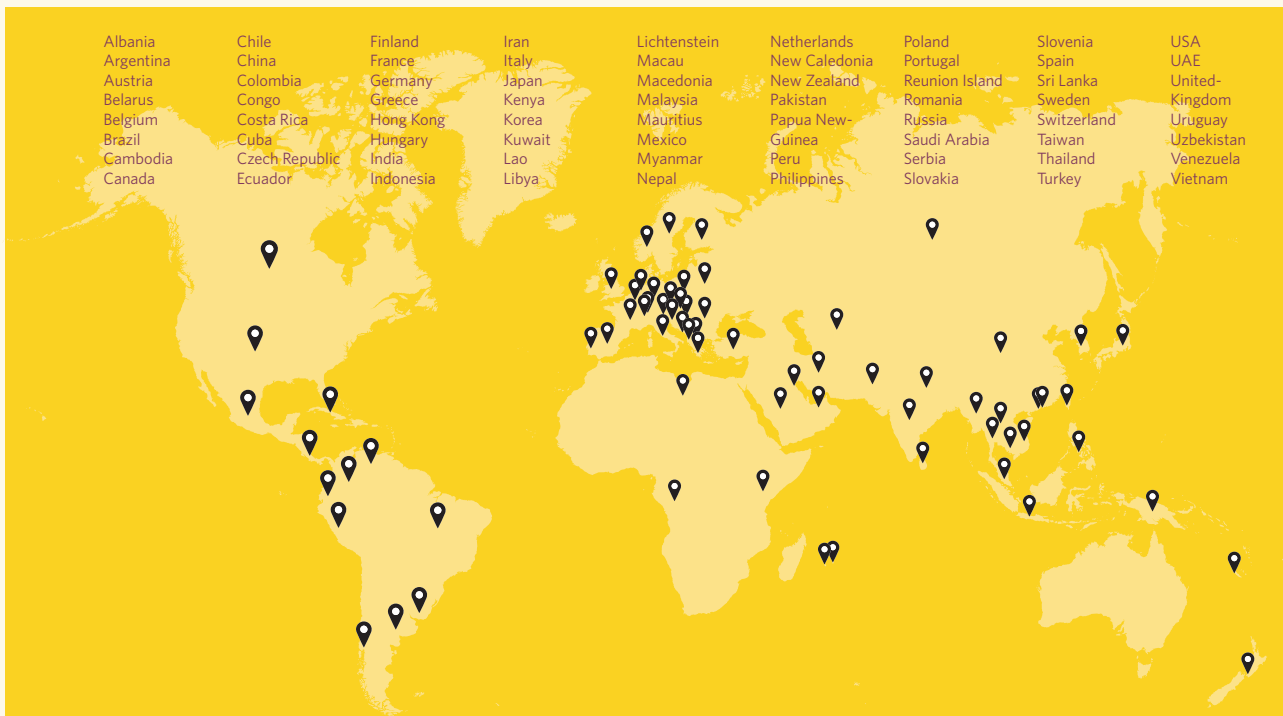 Albania
Argentina
Austria
Belarus
Belgium
Brazil
Cambodia
Canada
Chile
China
Colombia
Congo
Costa Rica
Cuba
Czech Republic
Ecuador
Finland
France
Germany
Greece
Hong Kong
Hungary
India
Indonesia
Iran
Italy
Japan
Kenya
Korea
Kuwait
Lao
Libya
Lichtenstein
Macau
Macedonia
Malaysia
Mauritius
Mexico
Myanmar
Nepal
Netherlands
New Caledonia
New Zealand
Pakistan
Papua New-
Guinea
Peru
Philippines
Poland
Portugal
Reunion Island
Romania
Russia
Saudi Arabia
Serbia
Slovakia
Slovenia
Spain
Sri Lanka
Sweden
Switzerland
Taiwan
Thailand
Turkey
USA
UAE
United-
Kingdom
Uruguay
Uzbekistan
Venezuela
Vietnam